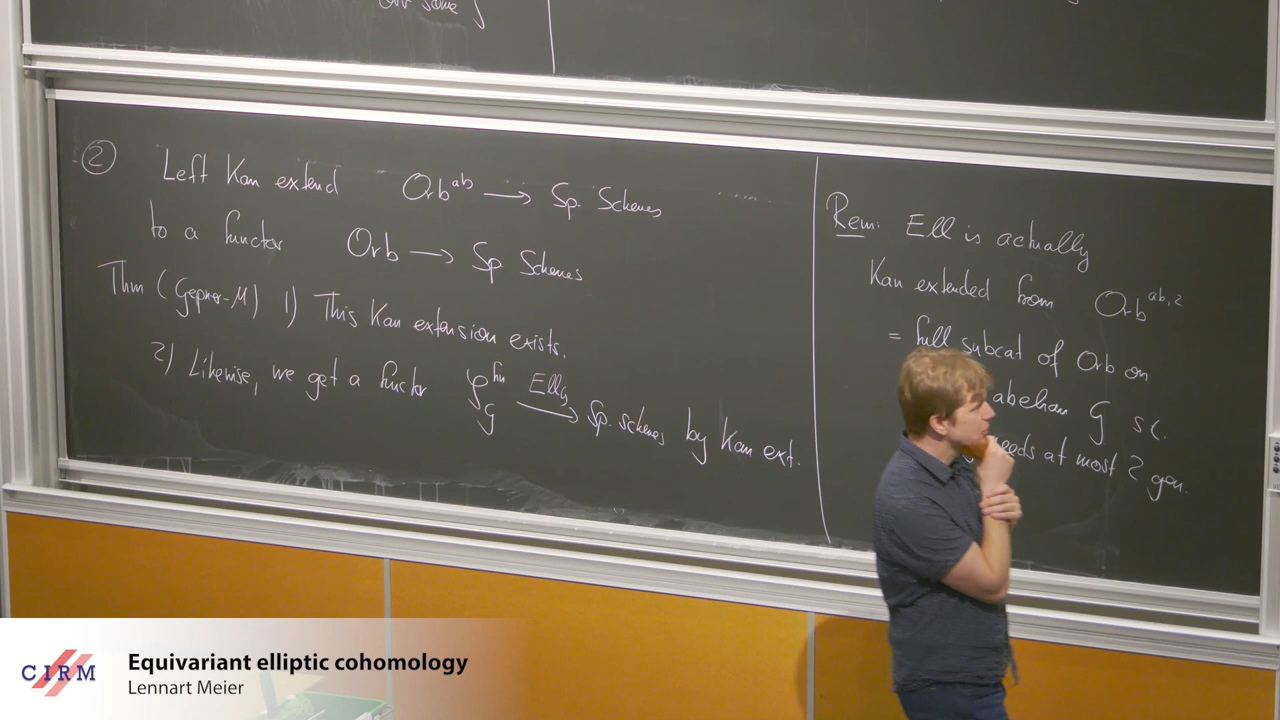 ② Left Kan extend Orb^ab → Sp. Schemes
to a functor Orb → Sp Schemes
Thm (Gepner-M) 1) This Kan extension exists.
2) Likewise, we get a functor 𝒮_G^fin —Ell_G→ Sp. schemes by Kan ext.
Rem: Ell is actually
Kan extended from Orb^ab,2
= full subcat of Orb on
abelian G s.t.
needs at most 2 gen.
CIRM
Equivariant elliptic cohomology
Lennart Meier